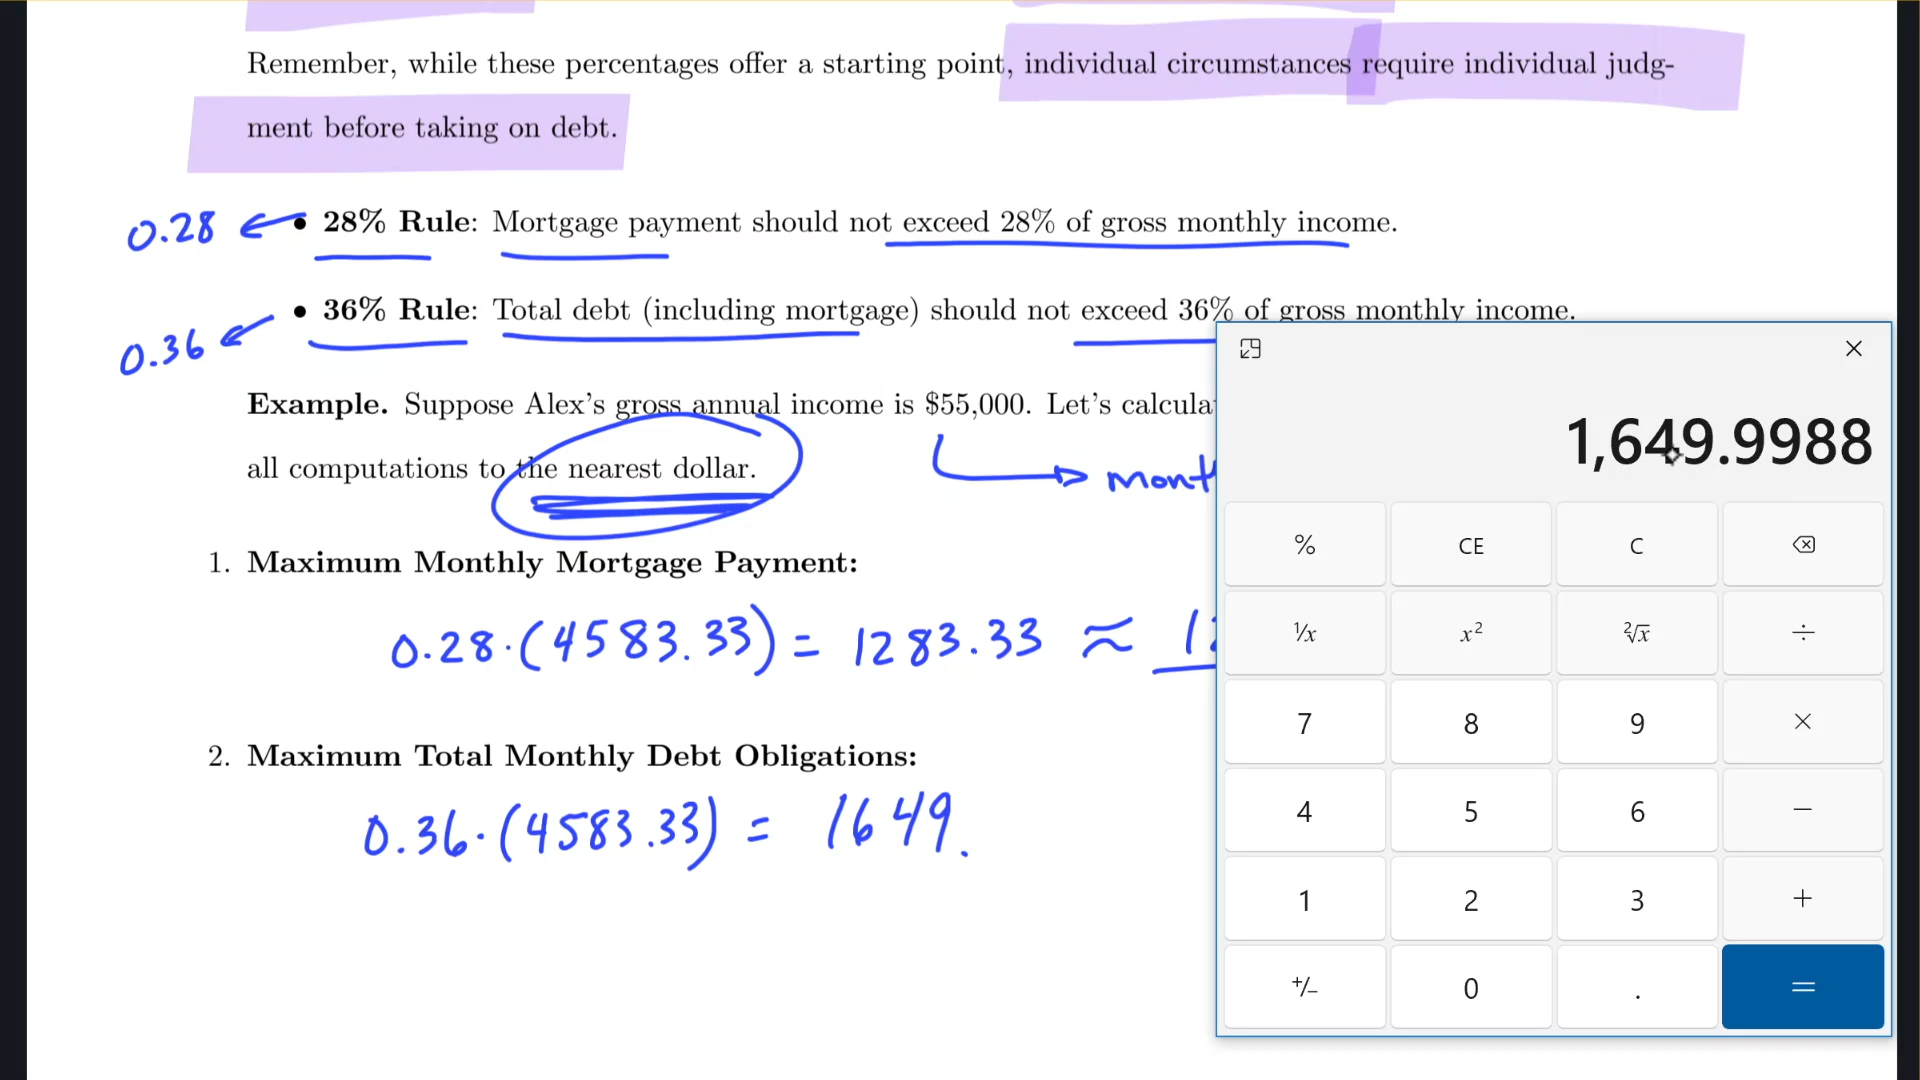 Remember, while these percentages offer a starting point, individual circumstances require individual judg-
ment before taking on debt.
0.28 ← • 28% Rule: Mortgage payment should not exceed 28% of gross monthly income.
0.36 ← • 36% Rule: Total debt (including mortgage) should not exceed 36% of gross monthly income.
Example. Suppose Alex's gross annual income is $55,000. Let's
all computations to the nearest dollar.
1. Maximum Monthly Mortgage Payment:
0.28·(4583.33) = 1283.33 ≈
2. Maximum Total Monthly Debt Obligations:
0.36·(4583.33) = 1649.
1,649.9988
% CE C ⌫
1/x x² ²√x ÷
7 8 9 ×
4 5 6 −
1 2 3 +
+/− 0 . =